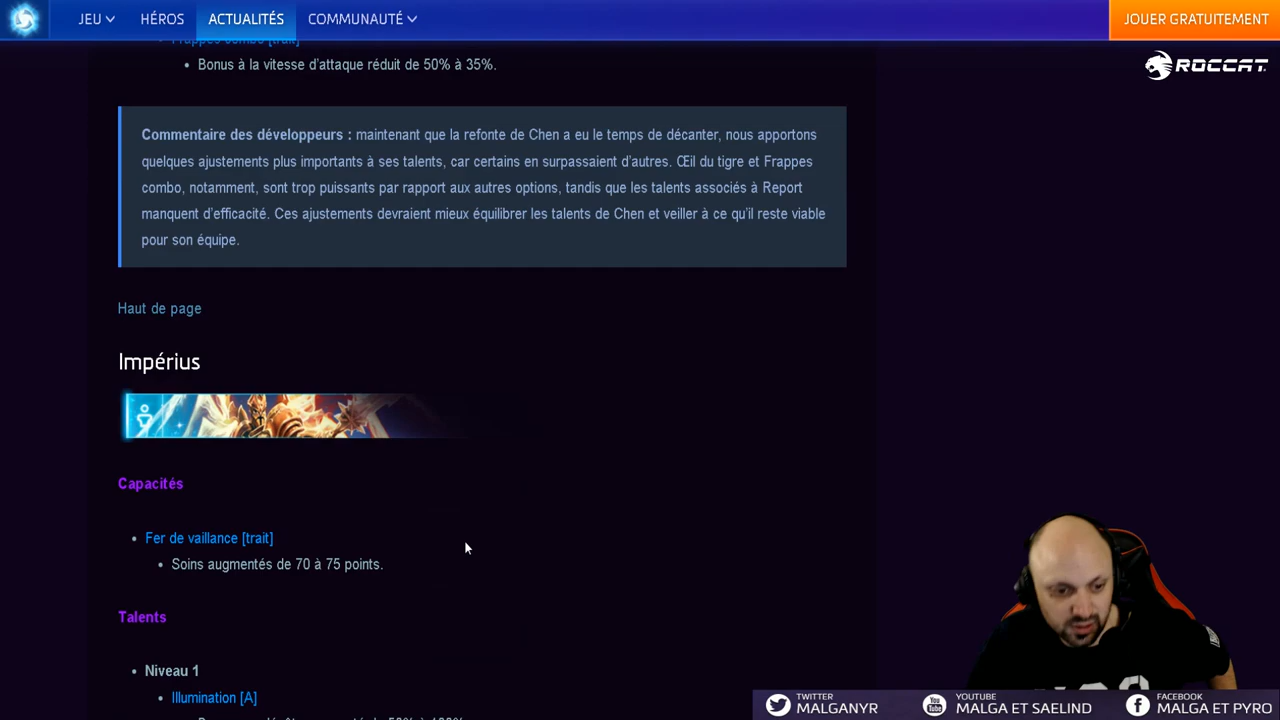 JEU HÉROS ACTUALITÉS COMMUNAUTÉ JOUER GRATUITEMENT
Frappes combo [trait]
Bonus à la vitesse d'attaque réduit de 50% à 35%.
ROCCAT
Commentaire des développeurs : maintenant que la refonte de Chen a eu le temps de décanter, nous apportons
quelques ajustements plus importants à ses talents, car certains en surpassaient d'autres. Œil du tigre et Frappes
combo, notamment, sont trop puissants par rapport aux autres options, tandis que les talents associés à Report
manquent d'efficacité. Ces ajustements devraient mieux équilibrer les talents de Chen et veiller à ce qu'il reste viable
pour son équipe.
Haut de page
Impérius
Capacités
Fer de vaillance [trait]
Soins augmentés de 70 à 75 points.
Talents
Niveau 1
Illumination [A]
TWITTER
MALGANYR
YOUTUBE
MALGA ET SAELIND
FACEBOOK
MALGA ET PYRO